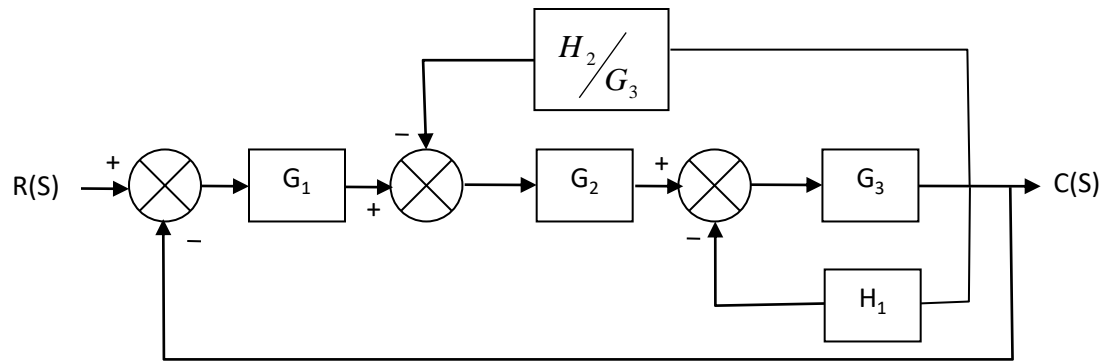 H₂/G₃
−
+
R(S)
−
G₁
+
−
G₂
+
−
G₃
C(S)
H₁